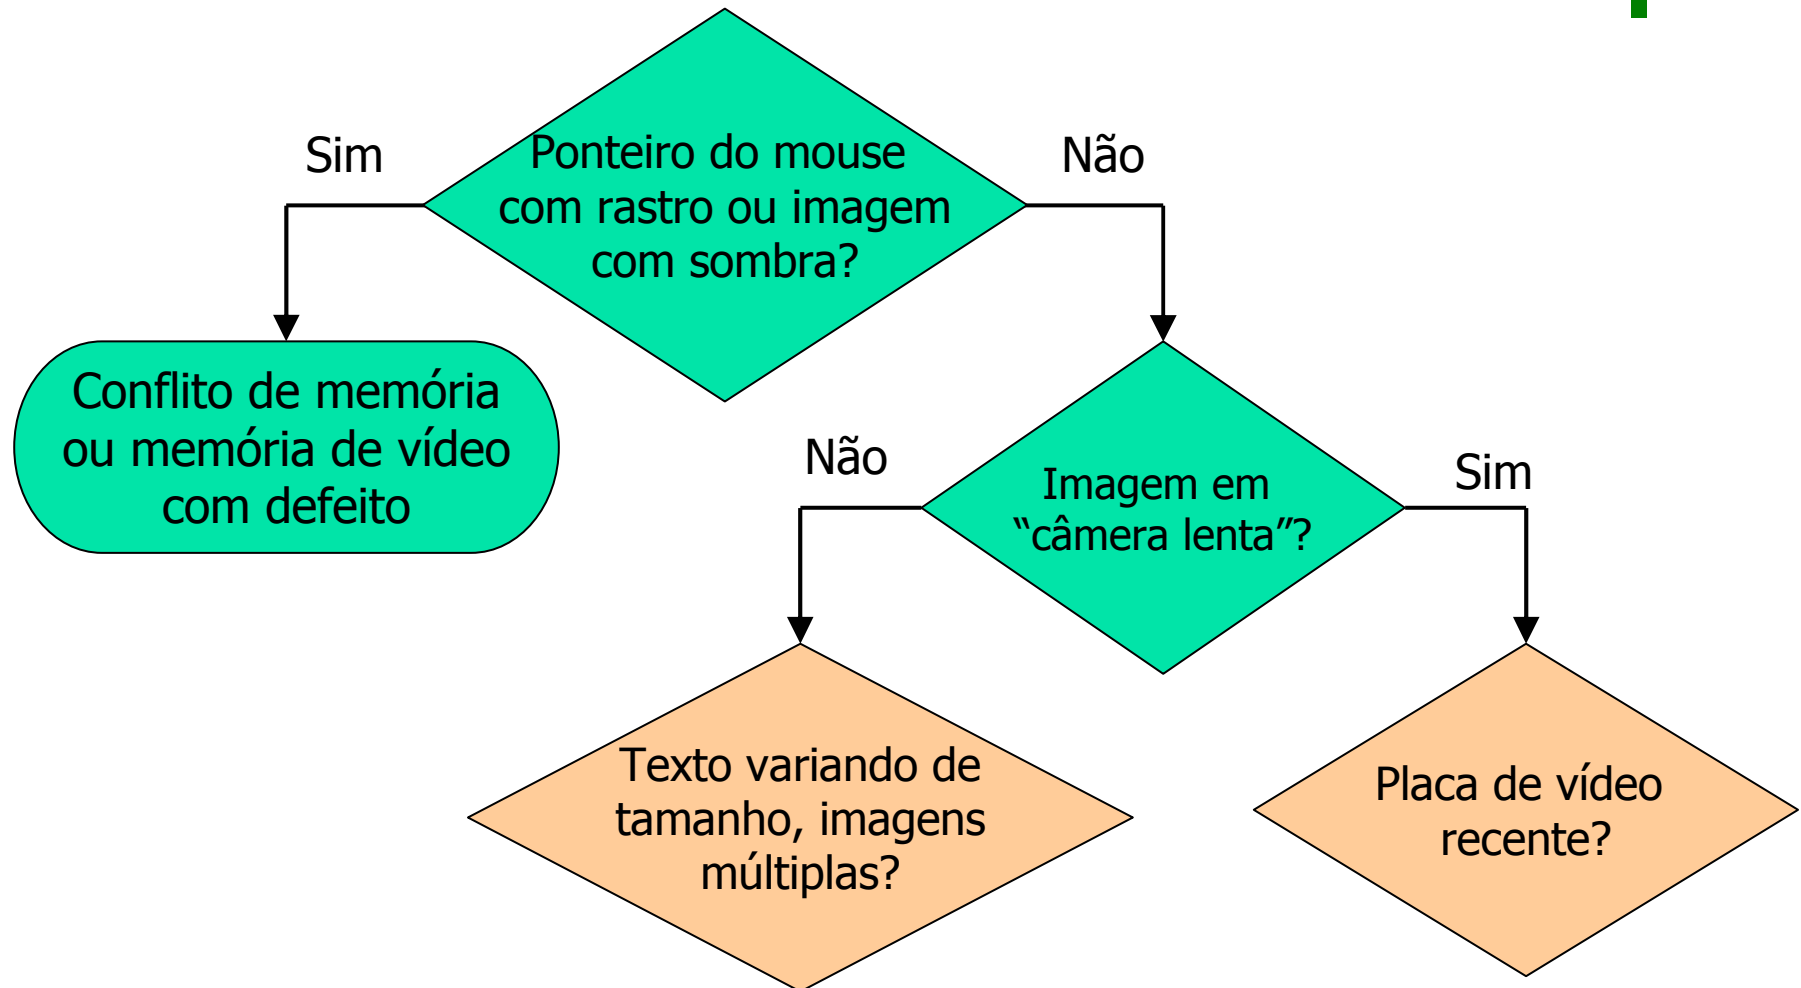 Sim
Ponteiro do mouse
com rastro ou imagem
com sombra?
Não
Conflito de memória
ou memória de vídeo
com defeito
Não
Imagem em
“câmera lenta”?
Sim
Texto variando de
tamanho, imagens
múltiplas?
Placa de vídeo
recente?